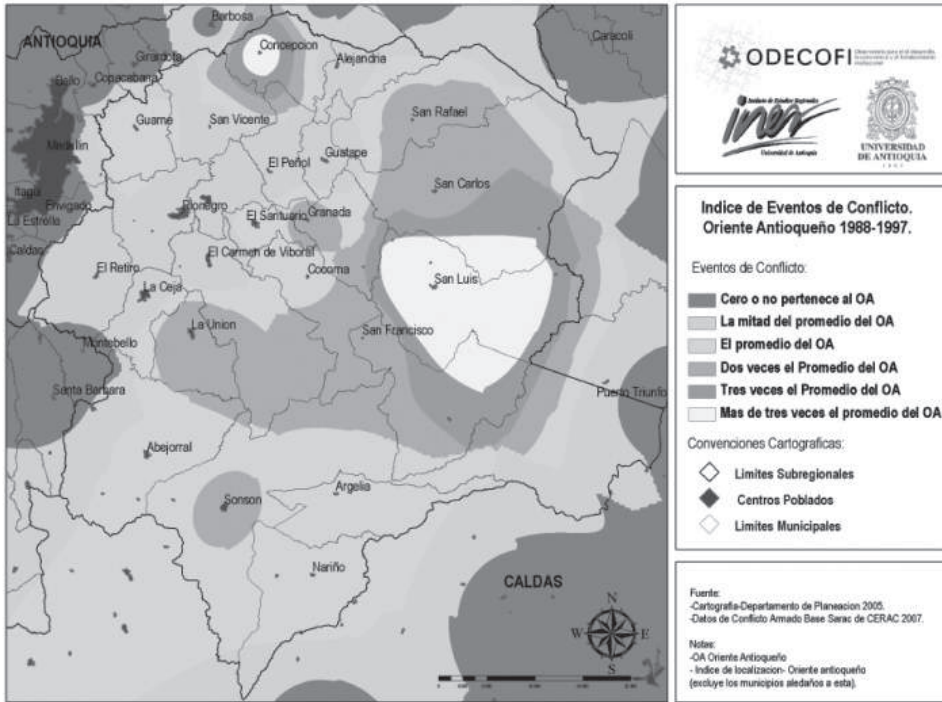 Barbosa
ANTIOQUIA
Concepcion
Caracoli
Girardota
Alejandria
Bello
Copacabana
San Rafael
Guarne
San Vicente
Medellin
Guatape
El Peñol
San Carlos
Itagui
Envigado
Rionegro
El Santuario
Granada
La Estrella
Caldas
El Carmen de Viboral
El Retiro
Cocorna
San Luis
La Ceja
La Union
San Francisco
Montebello
Santa Barbara
Puerto Triunfo
Abejorral
Argelia
Sonson
Nariño
CALDAS
N
W
E
S
ODECOFI
iner
Instituto de Estudios Regionales
Universidad de Antioquia
UNIVERSIDAD
DE ANTIOQUIA
1803
Indice de Eventos de Conflicto.
Oriente Antioqueño 1988-1997.
Eventos de Conflicto:
Cero o no pertenece al OA
La mitad del promedio del OA
El promedio del OA
Dos veces el Promedio del OA
Tres veces el Promedio del OA
Mas de tres veces el promedio del OA
Convenciones Cartograficas:
Limites Subregionales
Centros Poblados
Limites Municipales
Fuente:
-Cartografia-Departamento de Planeacion 2005.
-Datos de Conflicto Armado Base Sarac de CERAC 2007.
Notas:
-OA Oriente Antioqueño
- Indice de localizacion- Oriente antioqueño
(excluye los municipios aledaños a esta).